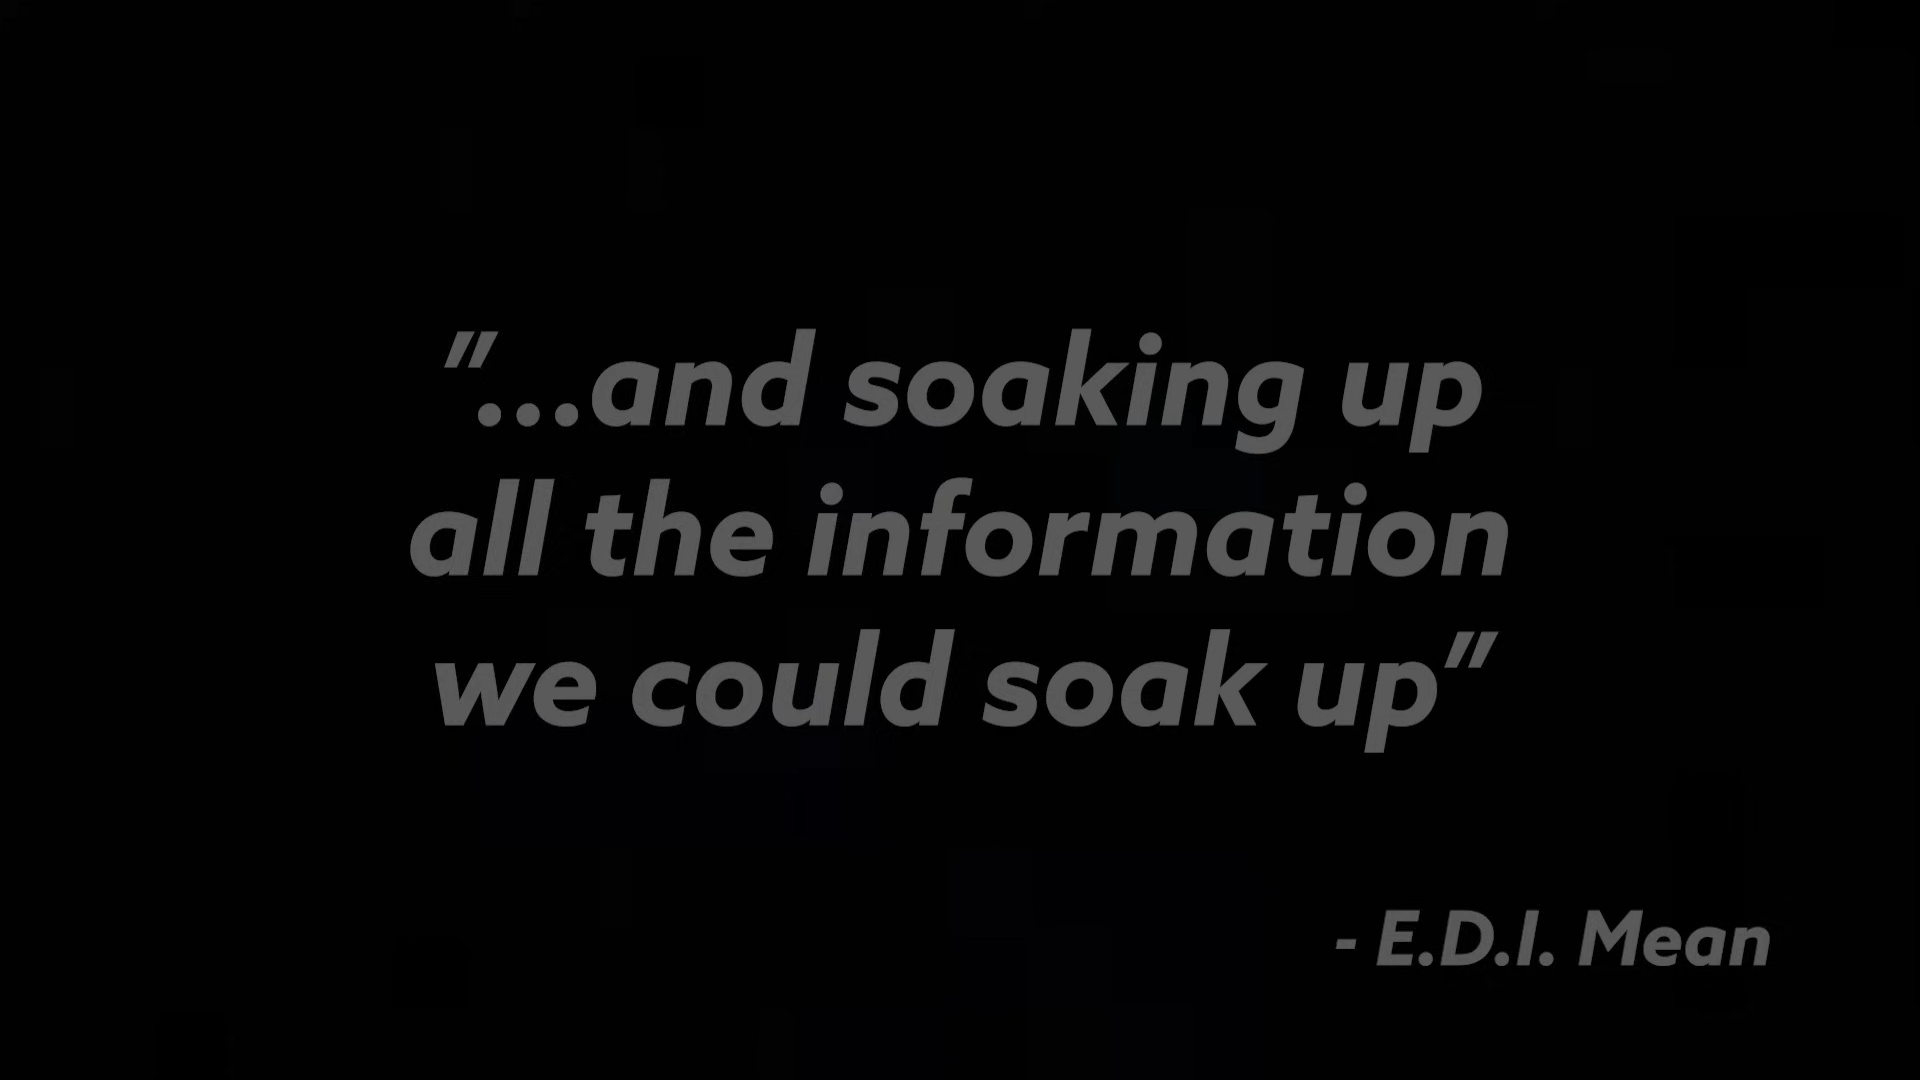 "...and soaking up
all the information
we could soak up"
- E.D.I. Mean